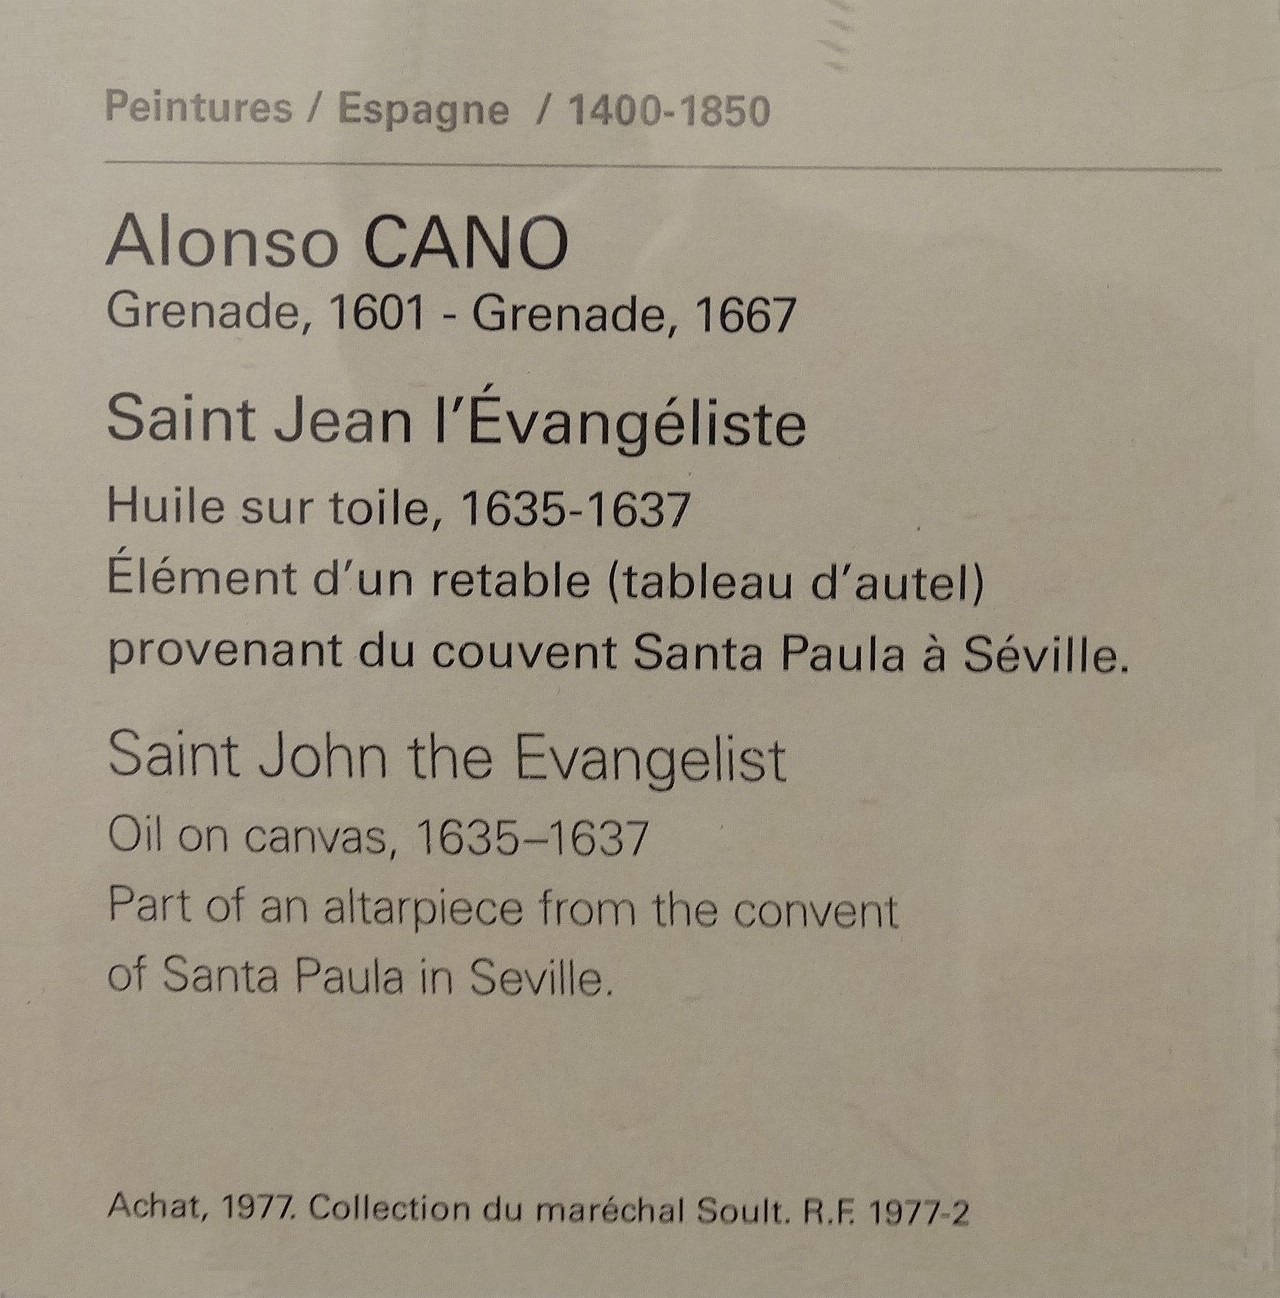 Peintures / Espagne / 1400-1850
Alonso CANO
Grenade, 1601 - Grenade, 1667
Saint Jean l'Évangéliste
Huile sur toile, 1635-1637
Élément d'un retable (tableau d'autel)
provenant du couvent Santa Paula à Séville.
Saint John the Evangelist
Oil on canvas, 1635–1637
Part of an altarpiece from the convent
of Santa Paula in Seville.
Achat, 1977. Collection du maréchal Soult. R.F. 1977-2